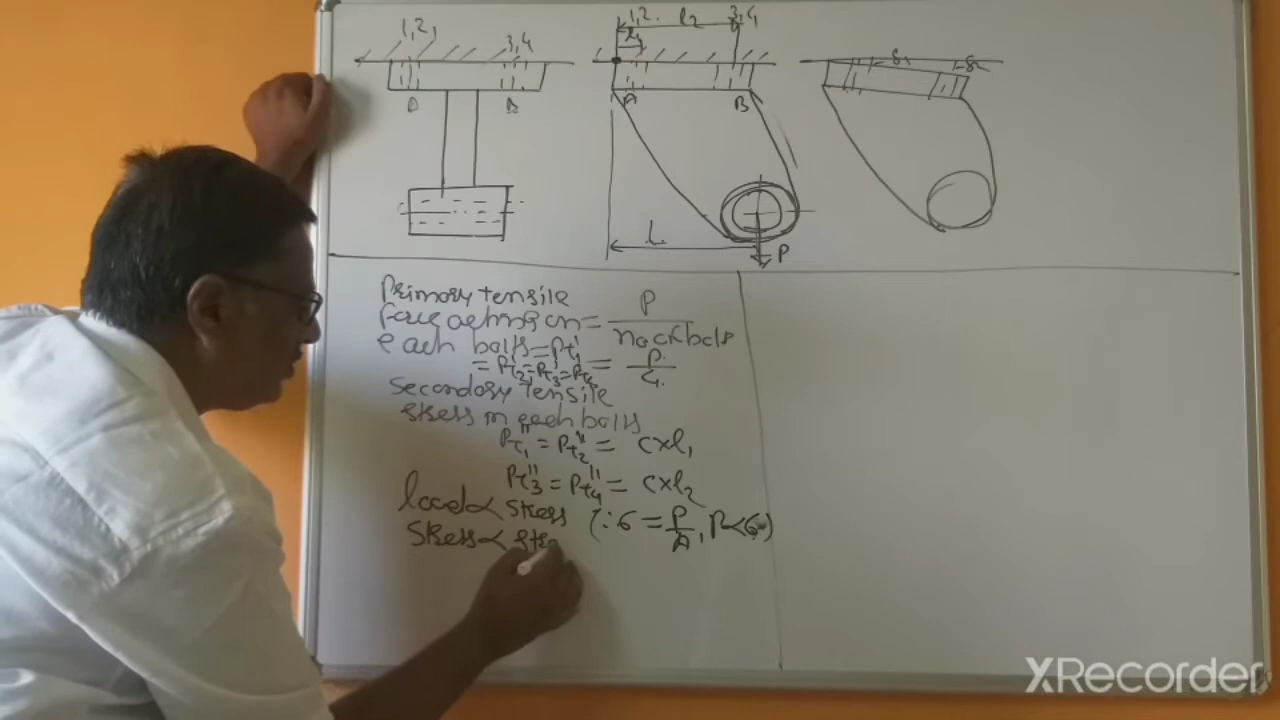 1,2,
3,4
A
B
1,2.
l2
3,4
l1
A
B
L
P
δ1
δ2
Primary tensile
force acting on = P / no of bolts
each bolts = Pt1'
= Pt2' = Pt3' = Pt4' = P / 4
Secondary tensile
stress in each bolts
Pt1'' = Pt2'' = c×l1
Pt3'' = Pt4'' = c×l2
load ∝ stress (∵ σ = P/A, P ∝ σ)
stress ∝ stra
XRecorder